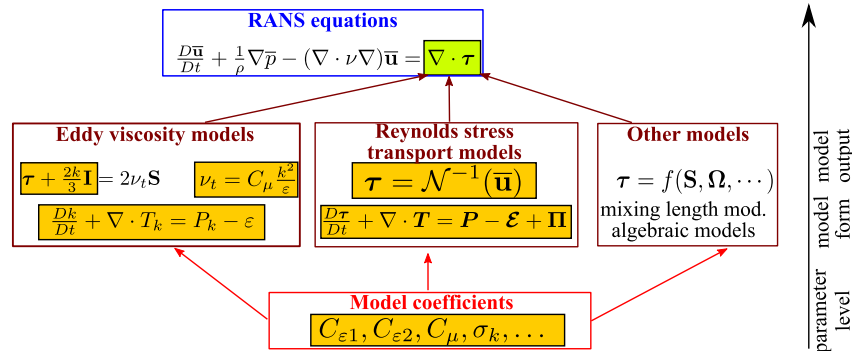 RANS equations
D𝐮̅/Dt + 1/ρ ∇p̅ − (∇ · ν∇)𝐮̅ = ∇ · 𝝉
Eddy viscosity models
𝝉 + 2k/3 𝐈 = 2ν_t𝐒
ν_t = C_μ k²/ε
Dk/Dt + ∇ · T_k = P_k − ε
Reynolds stress
transport models
𝝉 = 𝓝⁻¹(𝐮̅)
D𝝉/Dt + ∇ · 𝑻 = 𝑷 − 𝓔 + 𝚷
Other models
𝝉 = f(𝐒, 𝛀, ⋯)
mixing length mod.
algebraic models
Model coefficients
C_ε1, C_ε2, C_μ, σ_k, …
model
output
model
form
parameter
level